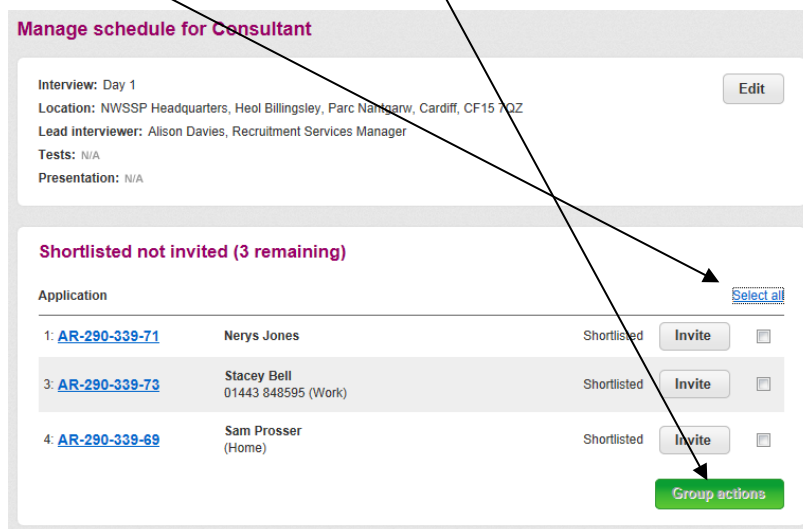 Manage schedule for Consultant
Interview: Day 1
Edit
Location: NWSSP Headquarters, Heol Billingsley, Parc Nantgarw, Cardiff, CF15 7QZ
Lead interviewer: Alison Davies, Recruitment Services Manager
Tests: N/A
Presentation: N/A
Shortlisted not invited (3 remaining)
Application Select all
1: AR-290-339-71 Nerys Jones Shortlisted Invite
3: AR-290-339-73 Stacey Bell Shortlisted Invite
01443 848595 (Work)
4: AR-290-339-69 Sam Prosser Shortlisted Invite
(Home)
Group actions